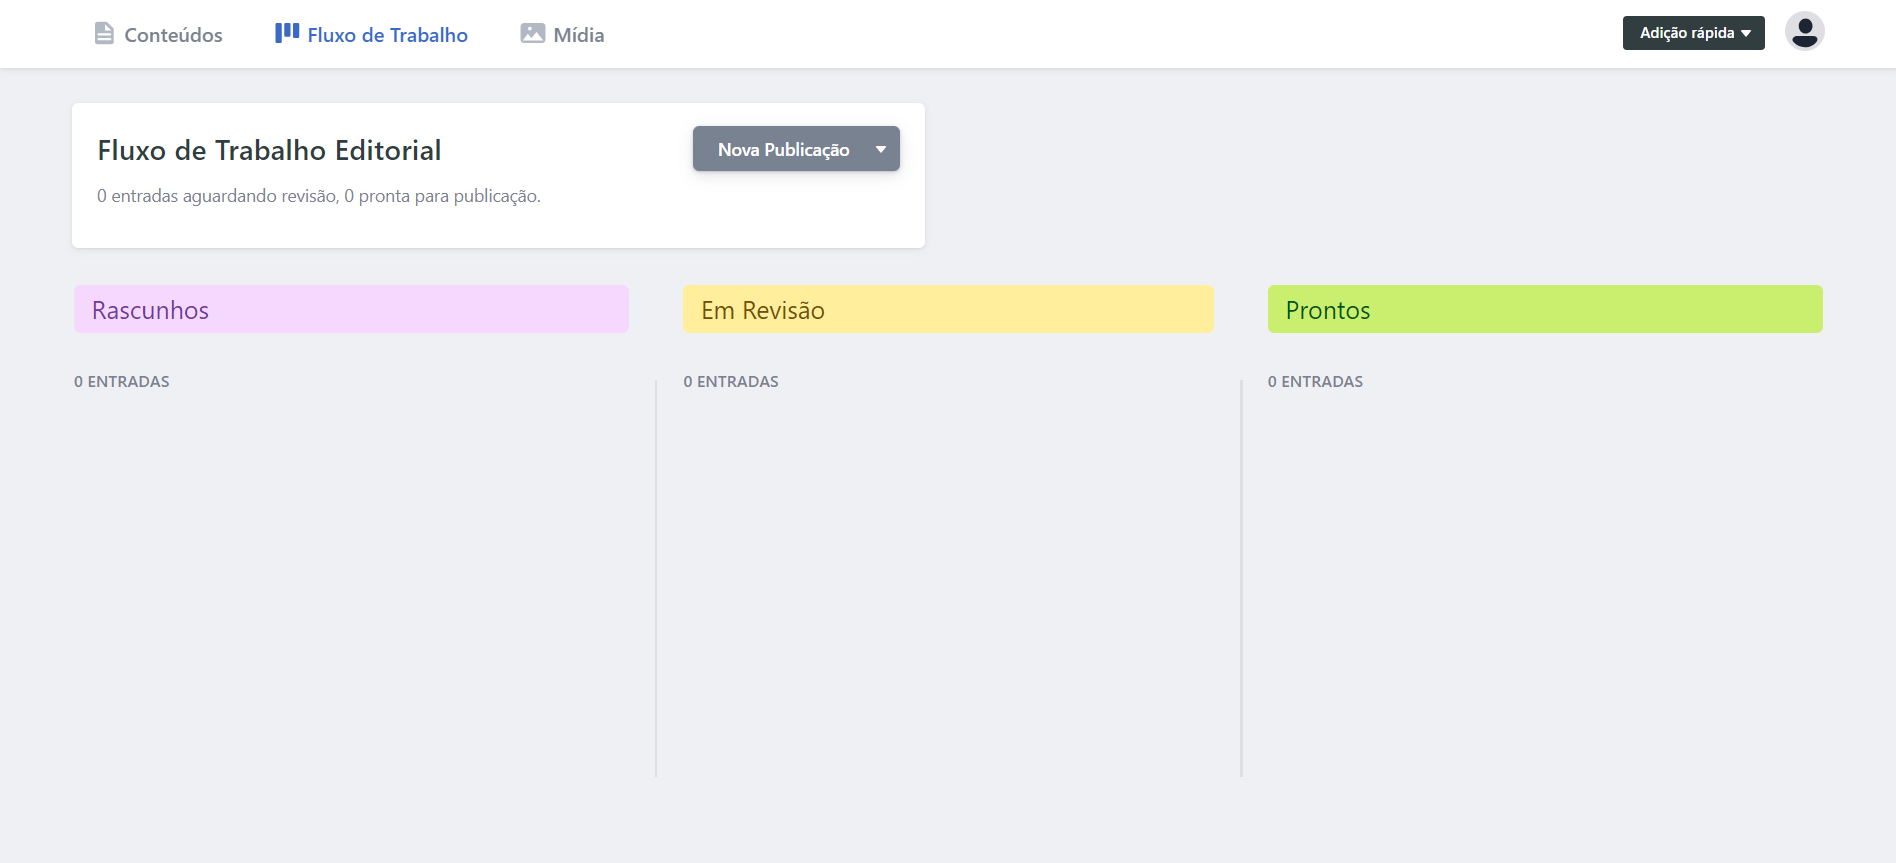 Conteúdos
Fluxo de Trabalho
Mídia
Adição rápida
Fluxo de Trabalho Editorial
Nova Publicação
0 entradas aguardando revisão, 0 pronta para publicação.
Rascunhos
Em Revisão
Prontos
0 ENTRADAS
0 ENTRADAS
0 ENTRADAS